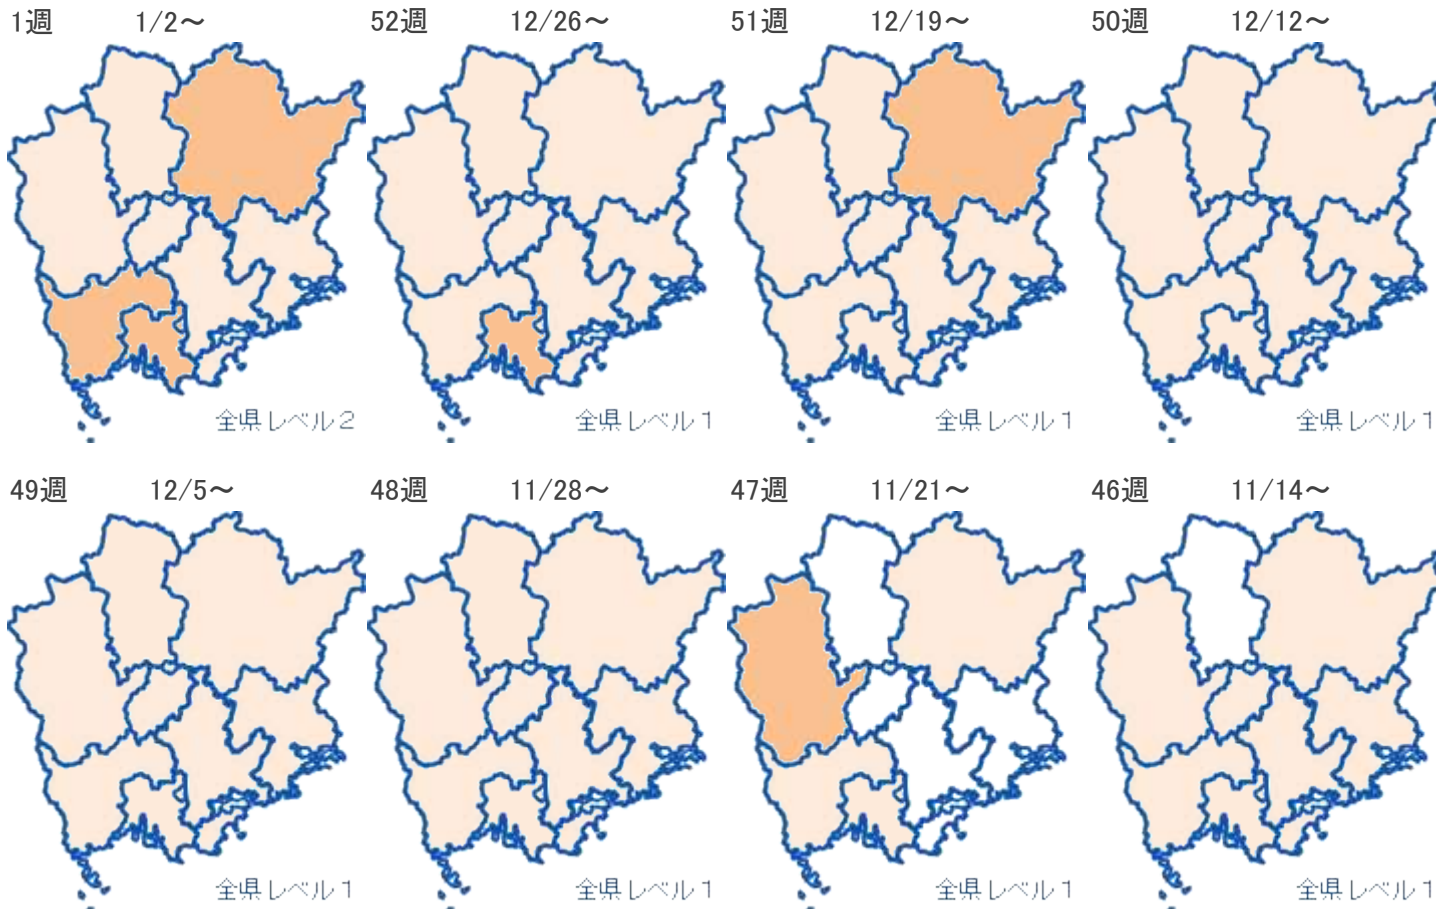 1週 1/2～ 52週 12/26～ 51週 12/19～ 50週 12/12～
全県レベル2 全県レベル1 全県レベル1 全県レベル1
49週 12/5～ 48週 11/28～ 47週 11/21～ 46週 11/14～
全県レベル1 全県レベル1 全県レベル1 全県レベル1